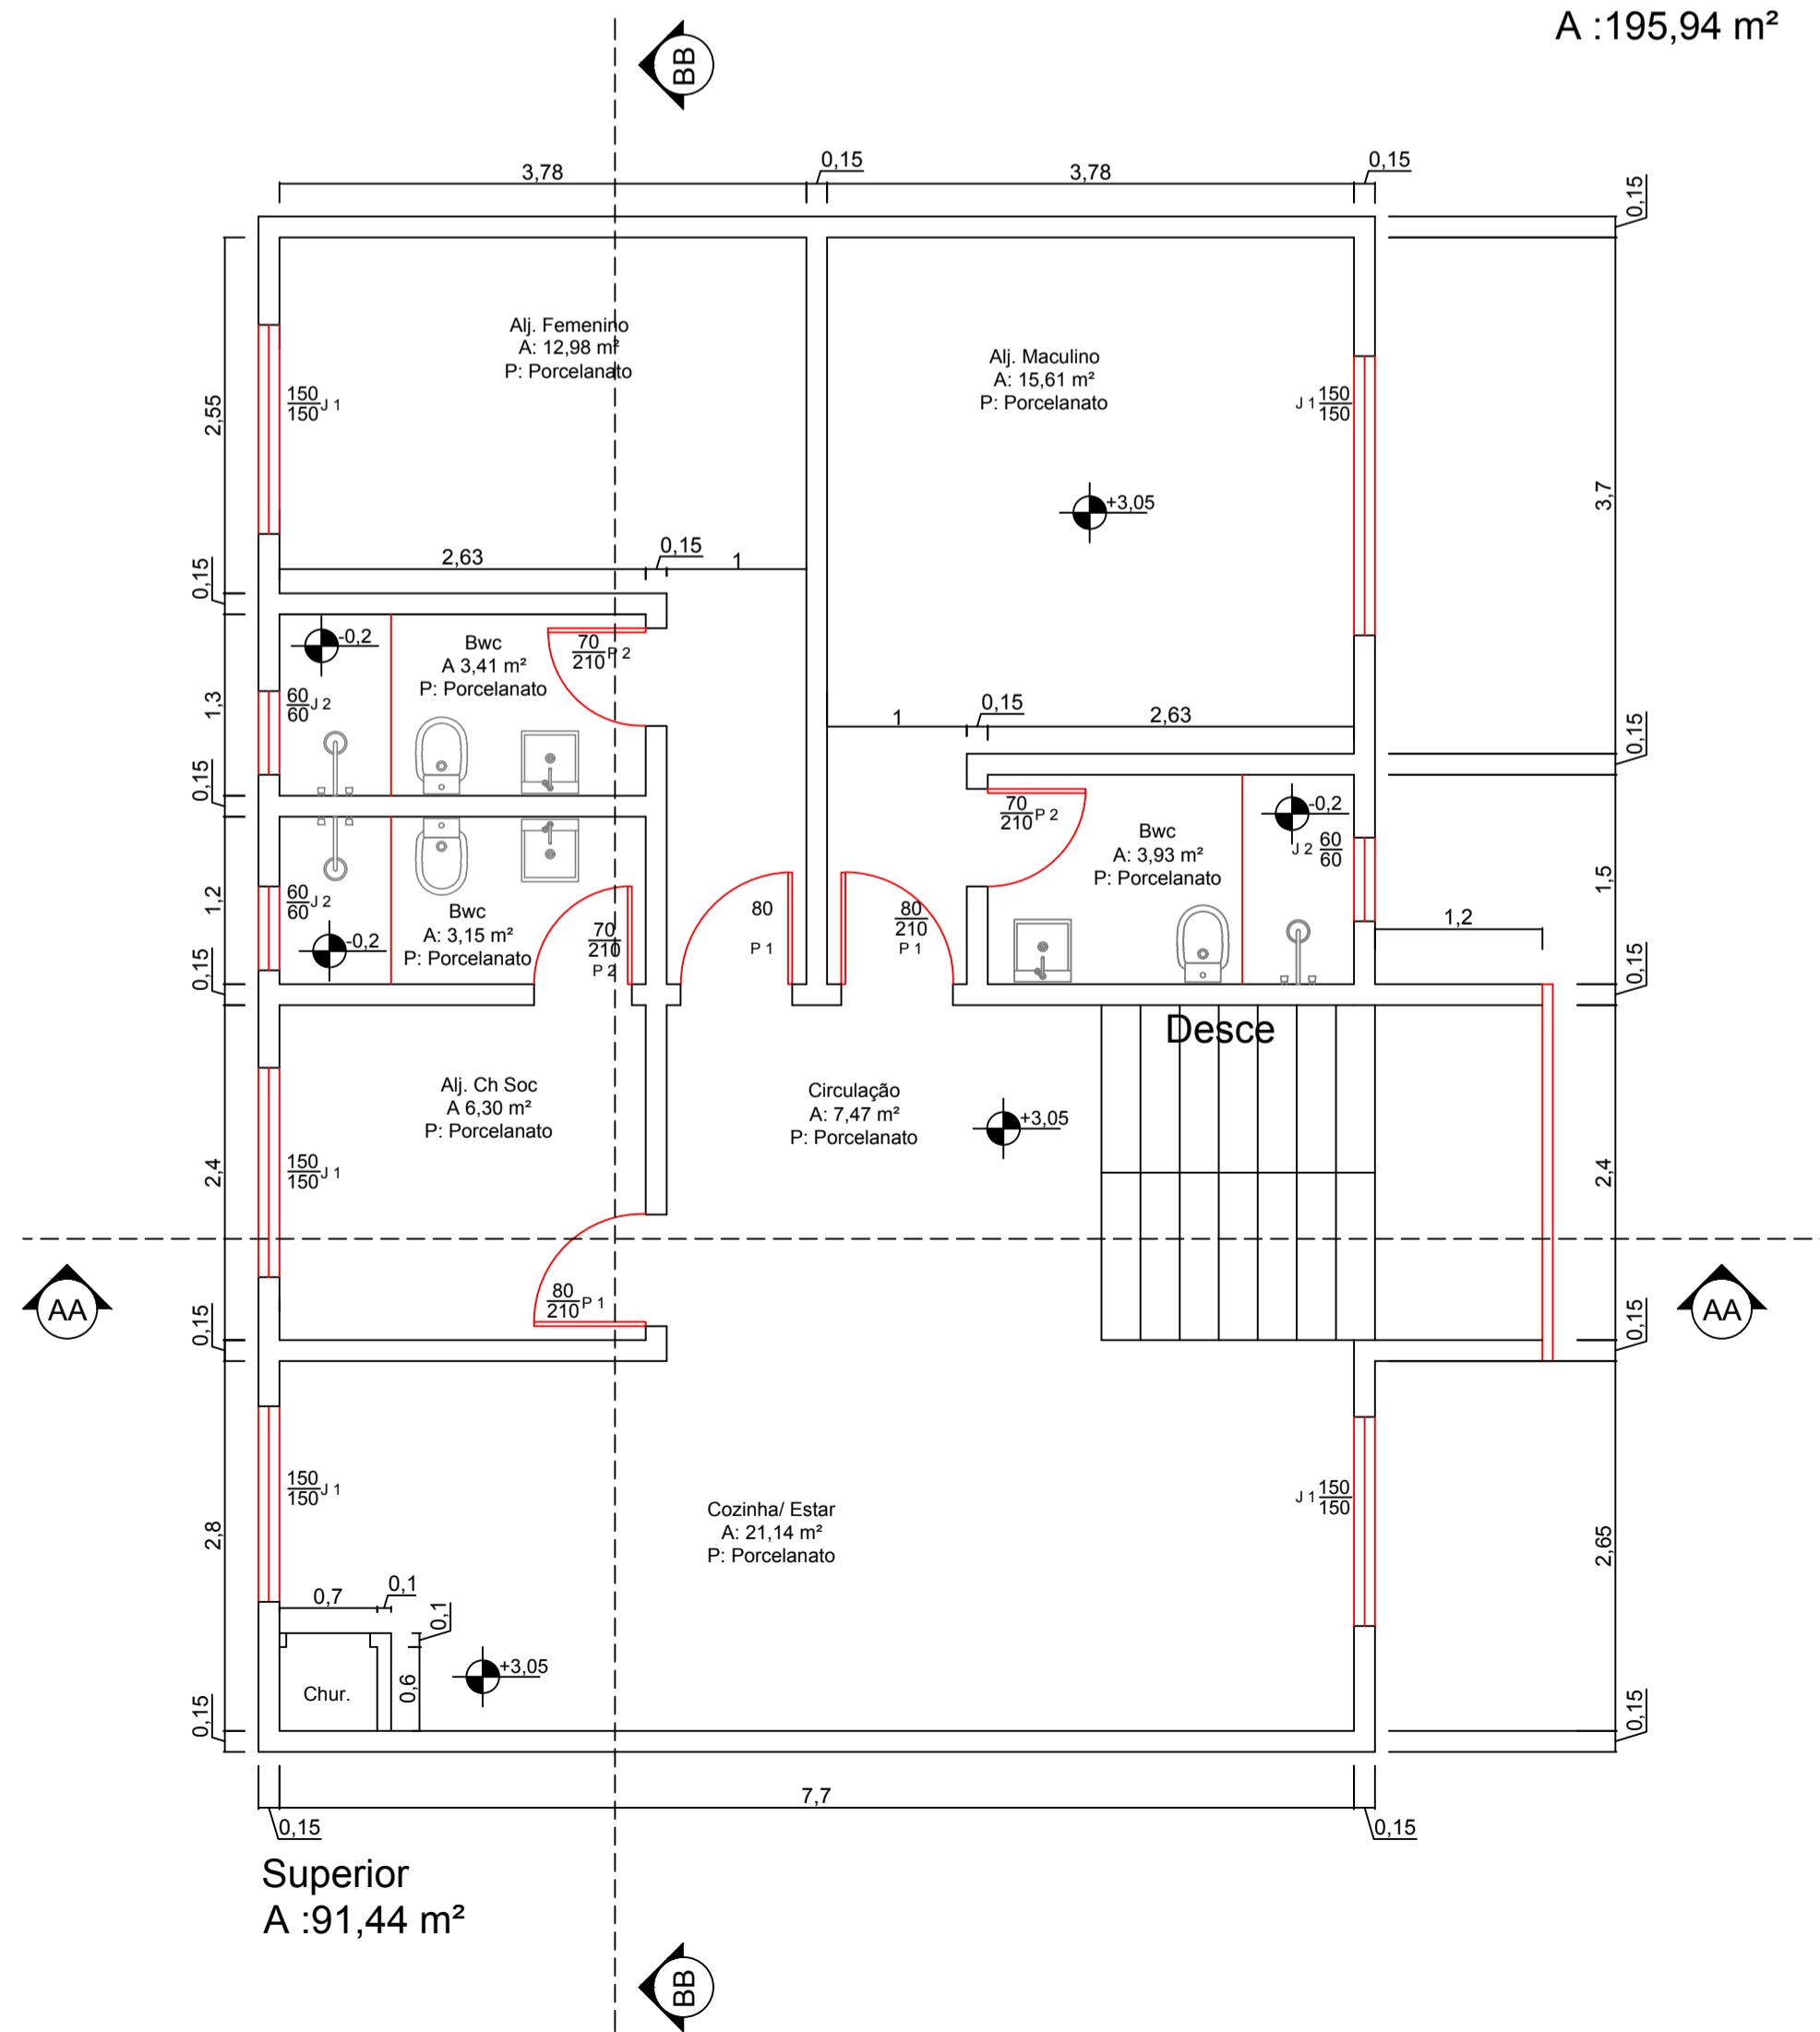 A :195,94 m²
BB
3,78
0,15
3,78
0,15
0,15
Alj. Femenino
A: 12,98 m²
P: Porcelanato
Alj. Maculino
A: 15,61 m²
P: Porcelanato
150
150
J 1
J 1
150
150
2,55
3,7
+3,05
2,63
0,15
1
0,15
-0,2
Bwc
A 3,41 m²
P: Porcelanato
70
210
P 2
60
60
J 2
1,3
1
0,15
2,63
0,15
0,15
70
210
P 2
-0,2
Bwc
A: 3,93 m²
P: Porcelanato
J 2
60
60
1,5
1,2
60
60
J 2
1,2
Bwc
A: 3,15 m²
P: Porcelanato
-0,2
70
210
P 2
80
P 1
80
210
P 1
0,15
0,15
Desce
Alj. Ch Soc
A 6,30 m²
P: Porcelanato
Circulação
A: 7,47 m²
P: Porcelanato
+3,05
150
150
J 1
2,4
2,4
AA
80
210
P 1
AA
0,15
0,15
150
150
J 1
J 1
150
150
Cozinha/ Estar
A: 21,14 m²
P: Porcelanato
2,8
2,65
0,7
0,1
0,1
0,6
Chur.
+3,05
0,15
0,15
7,7
0,15
0,15
Superior
A :91,44 m²
BB